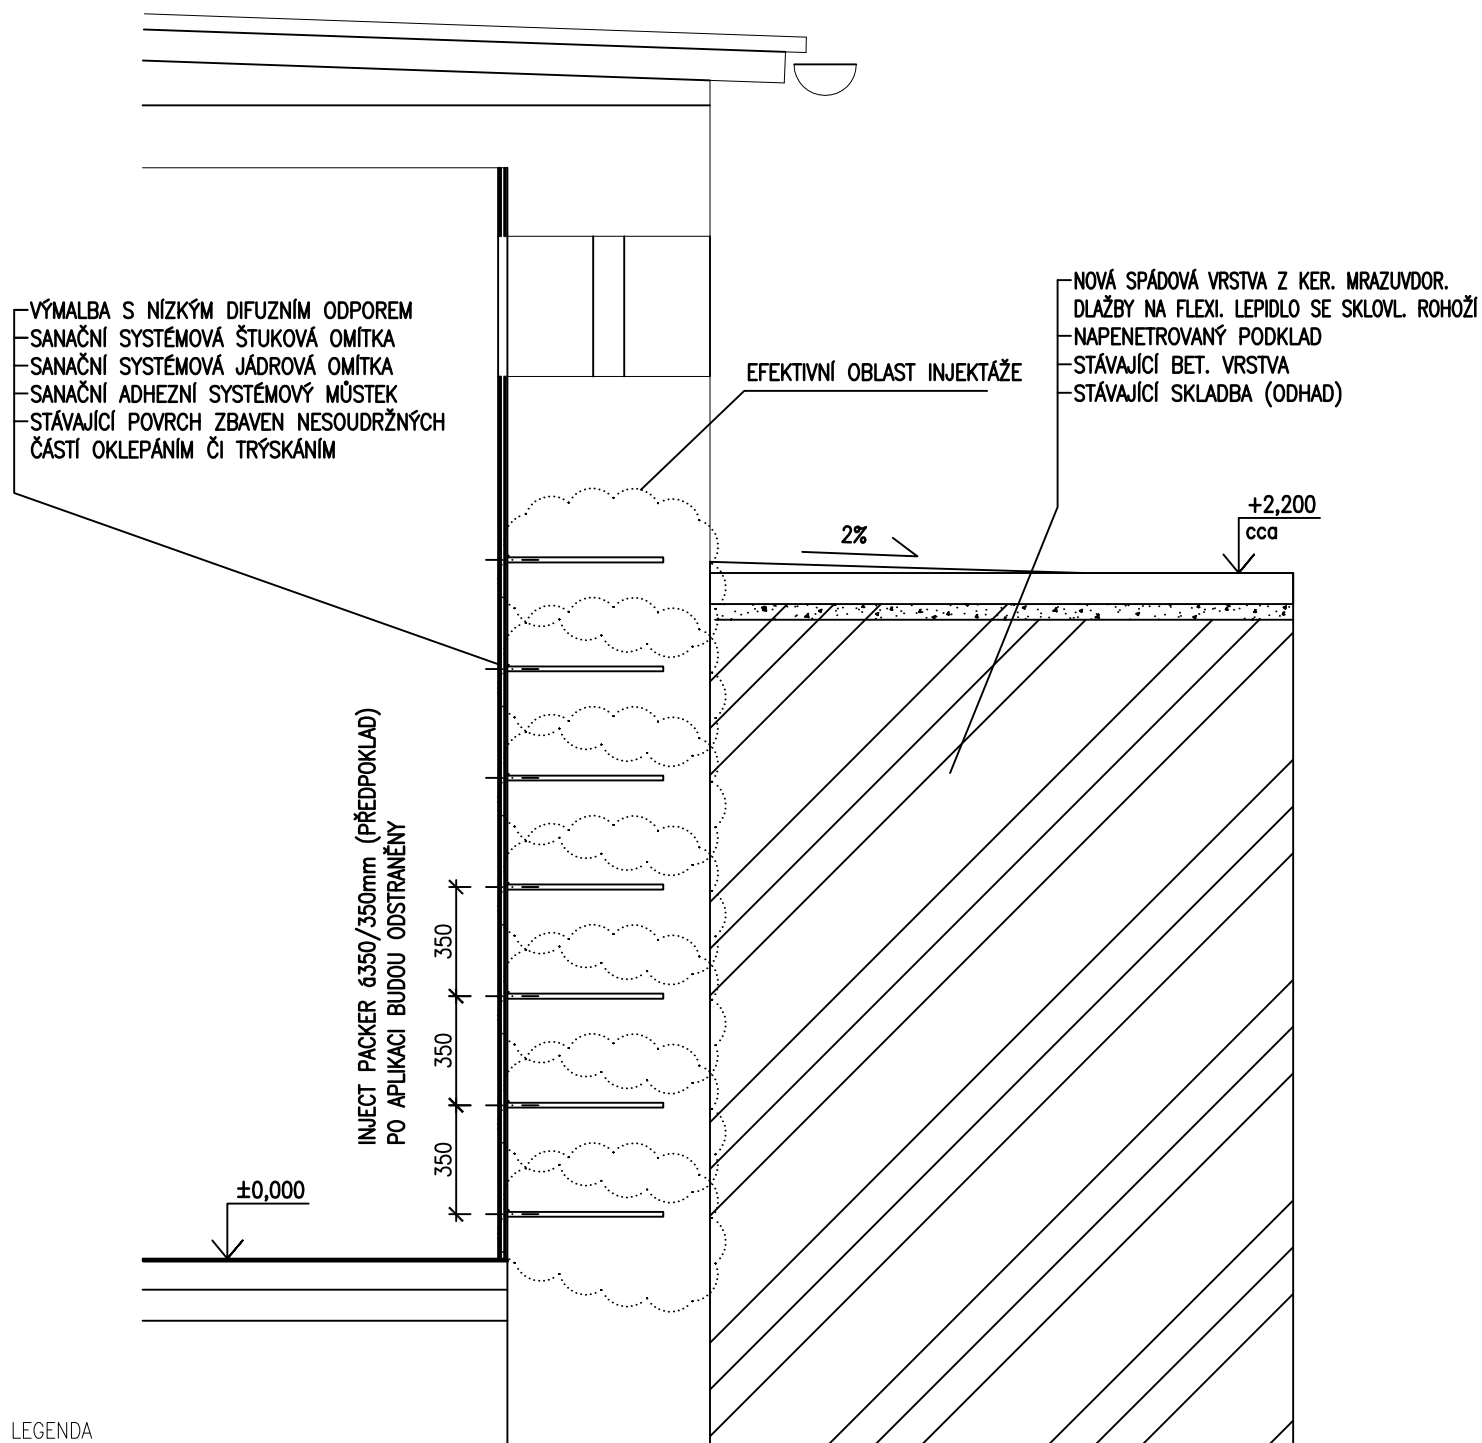 VÝMALBA S NÍZKÝM DIFUZNÍM ODPOREM
SANAČNÍ SYSTÉMOVÁ ŠTUKOVÁ OMÍTKA
SANAČNÍ SYSTÉMOVÁ JÁDROVÁ OMÍTKA
SANAČNÍ ADHEZNÍ SYSTÉMOVÝ MŮSTEK
STÁVAJÍCÍ POVRCH ZBAVEN NESOUDRŽNÝCH
ČÁSTÍ OKLEPÁNÍM ČI TRÝSKÁNÍM
EFEKTIVNÍ OBLAST INJEKTÁŽE
NOVÁ SPÁDOVÁ VRSTVA Z KER. MRAZUVDOR.
DLAŽBY NA FLEXI. LEPIDLO SE SKLOVL. ROHOŽÍ
NAPENETROVANÝ PODKLAD
STÁVAJÍCÍ BET. VRSTVA
STÁVAJÍCÍ SKLADBA (ODHAD)
+2,200
cca
2%
INJECT PACKER á350/350mm (PŘEDPOKLAD)
PO APLIKACI BUDOU ODSTRANĚNY
350
350
350
±0,000
LEGENDA